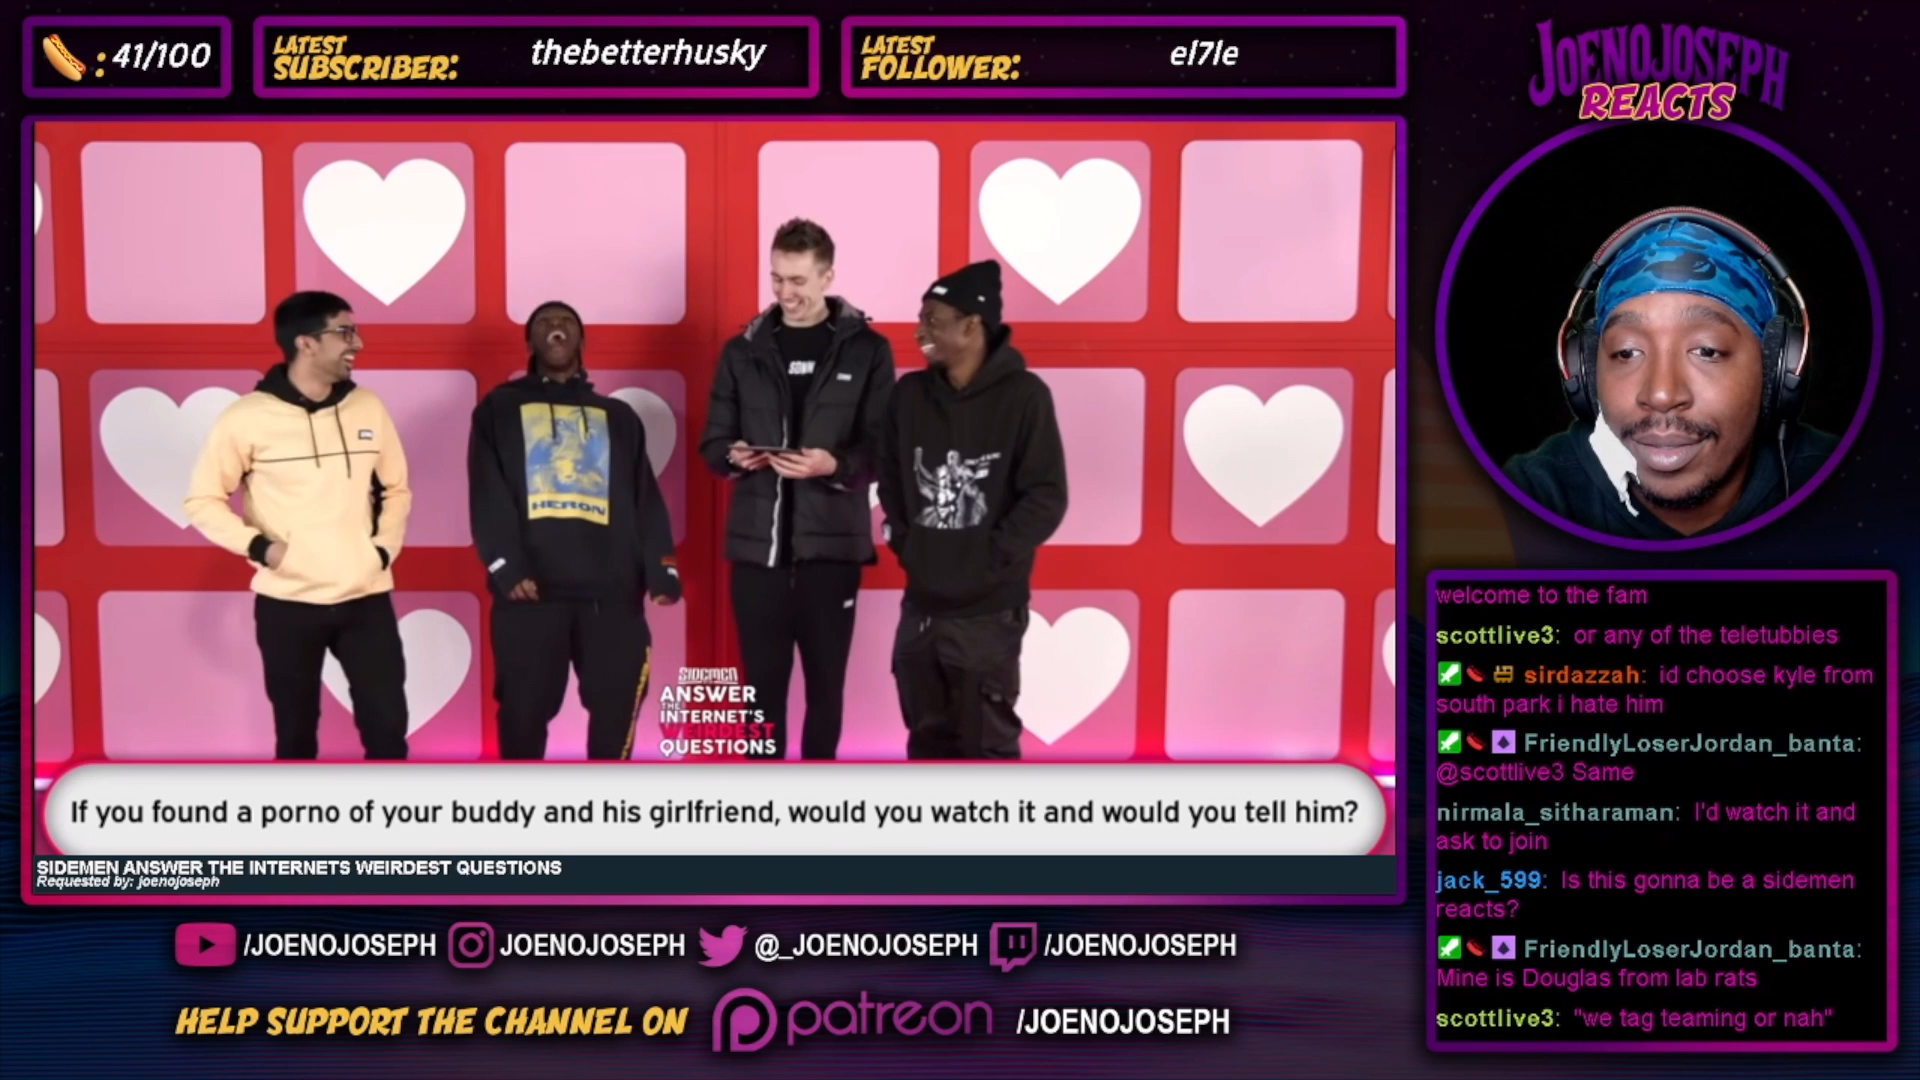 : 41/100
LATEST SUBSCRIBER: thebetterhusky
LATEST FOLLOWER: el7le
JOENOJOSEPH
REACTS
SDMN
HERON
SIDEMEN
ANSWER
THE
INTERNET'S
WEIRDEST
QUESTIONS
If you found a porno of your buddy and his girlfriend, would you watch it and would you tell him?
SIDEMEN ANSWER THE INTERNETS WEIRDEST QUESTIONS
Requested by: joenojoseph
/JOENOJOSEPH JOENOJOSEPH @_JOENOJOSEPH /JOENOJOSEPH
HELP SUPPORT THE CHANNEL ON patreon /JOENOJOSEPH
welcome to the fam
scottlive3: or any of the teletubbies
sirdazzah: id choose kyle from
south park i hate him
FriendlyLoserJordan_banta:
@scottlive3 Same
nirmala_sitharaman: I'd watch it and
ask to join
jack_599: Is this gonna be a sidemen
reacts?
FriendlyLoserJordan_banta:
Mine is Douglas from lab rats
scottlive3: "we tag teaming or nah"